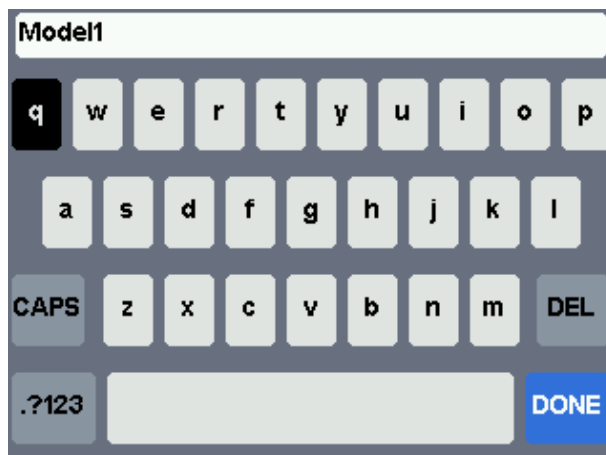 Model1
q w e r t y u i o p
a s d f g h j k l
CAPS z x c v b n m DEL
.?123 DONE